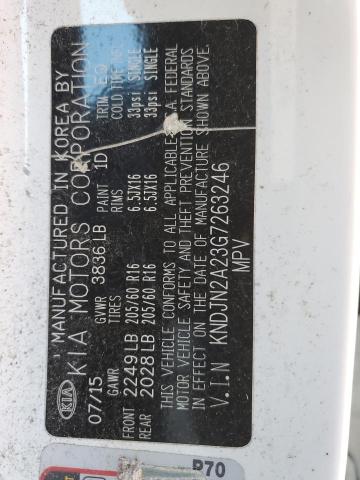 KIA
MANUFACTURED IN KOREA BY
KIA MOTORS CORPORATION
07/15 GVWR 3836LB PAINT 1D TRIM EQ
GAWR TIRES RIMS COLD TIRE
FRONT 2249LB 205/60 R16 6.5JX16 33psi SINGLE
REAR 2028LB 205/60 R16 6.5JX16 33psi SINGLE
THIS VEHICLE CONFORMS TO ALL APPLICABLE U.S.A. FEDERAL
MOTOR VEHICLE SAFETY AND THEFT PREVENTION STANDARDS
IN EFFECT ON THE DATE OF MANUFACTURE SHOWN ABOVE.
V.I.N KNDJN2A23G7263246
MPV
P70